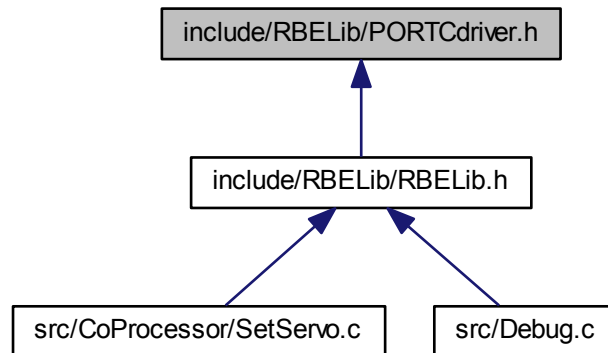 include/RBELib/PORTCdriver.h
include/RBELib/RBELib.h
src/CoProcessor/SetServo.c
src/Debug.c